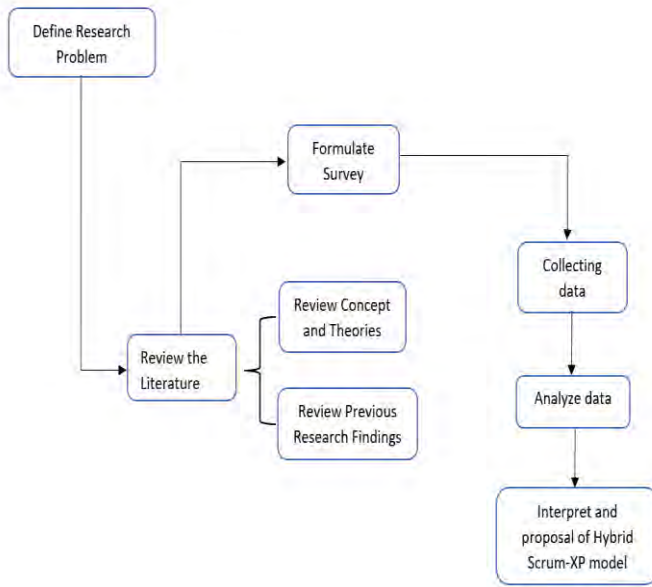 Define Research
Problem
Formulate
Survey
Collecting
data
Review Concept
and Theories
Review the
Literature
Review Previous
Research Findings
Analyze data
Interpret and
proposal of Hybrid
Scrum-XP model